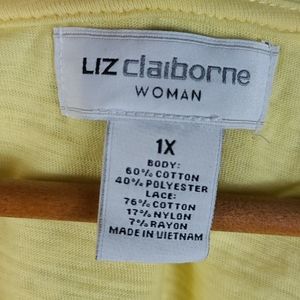 LIZ claiborne
WOMAN
1X
BODY:
60% COTTON
40% POLYESTER
LACE:
76% COTTON
17% NYLON
7% RAYON
MADE IN VIETNAM